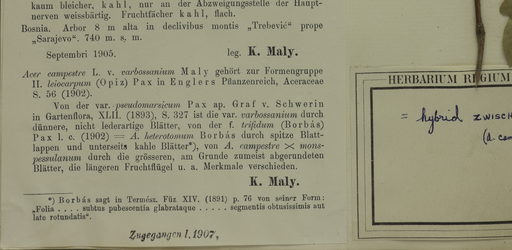 kaum bleicher, kahl, nur an der Abzweigungsstelle der Haupt-
nerven weissbärtig. Fruchtfächer kahl, flach.
Bosnia. Arbor 8 m alta in declivibus montis „Trebević“ prope
„Sarajevo“. 740 m. s. m.
Septembri 1905. leg. K. Maly.
Acer campestre L. v. carbossanium Maly gehört zur Formengruppe
II. leiocarpum (Opiz) Pax in Englers Pflanzenreich, Aceraceae
S. 56 (1902).
Von der var. pseudomarsicum Pax ap. Graf v. Schwerin
in Gartenflora, XLII. (1893), S. 327 ist die var. carbossanium durch
dünnere, nicht lederartige Blätter, von der f. trifidum (Borbás)
Pax l. c. (1902) = A. heterotomum Borbás durch spitze Blatt-
lappen und unterseits kahle Blätter*), von A. campestre × mons-
pessulanum durch die grösseren, am Grunde zumeist abgerundeten
Blätter, die längeren Fruchtflügel u. a. Merkmale verschieden.
K. Maly.
*) Borbás sagt in Termész. Füz. XIV. (1891) p. 76 von seiner Form:
„Folia . . . . subtus pubescentia glabrataque . . . . . segmentis obtusissimis aut
late rotundatis“.
Zugegangen 1.1907,
HERBARIUM REGIUM
= hybrid ZWISCH
(A. cam